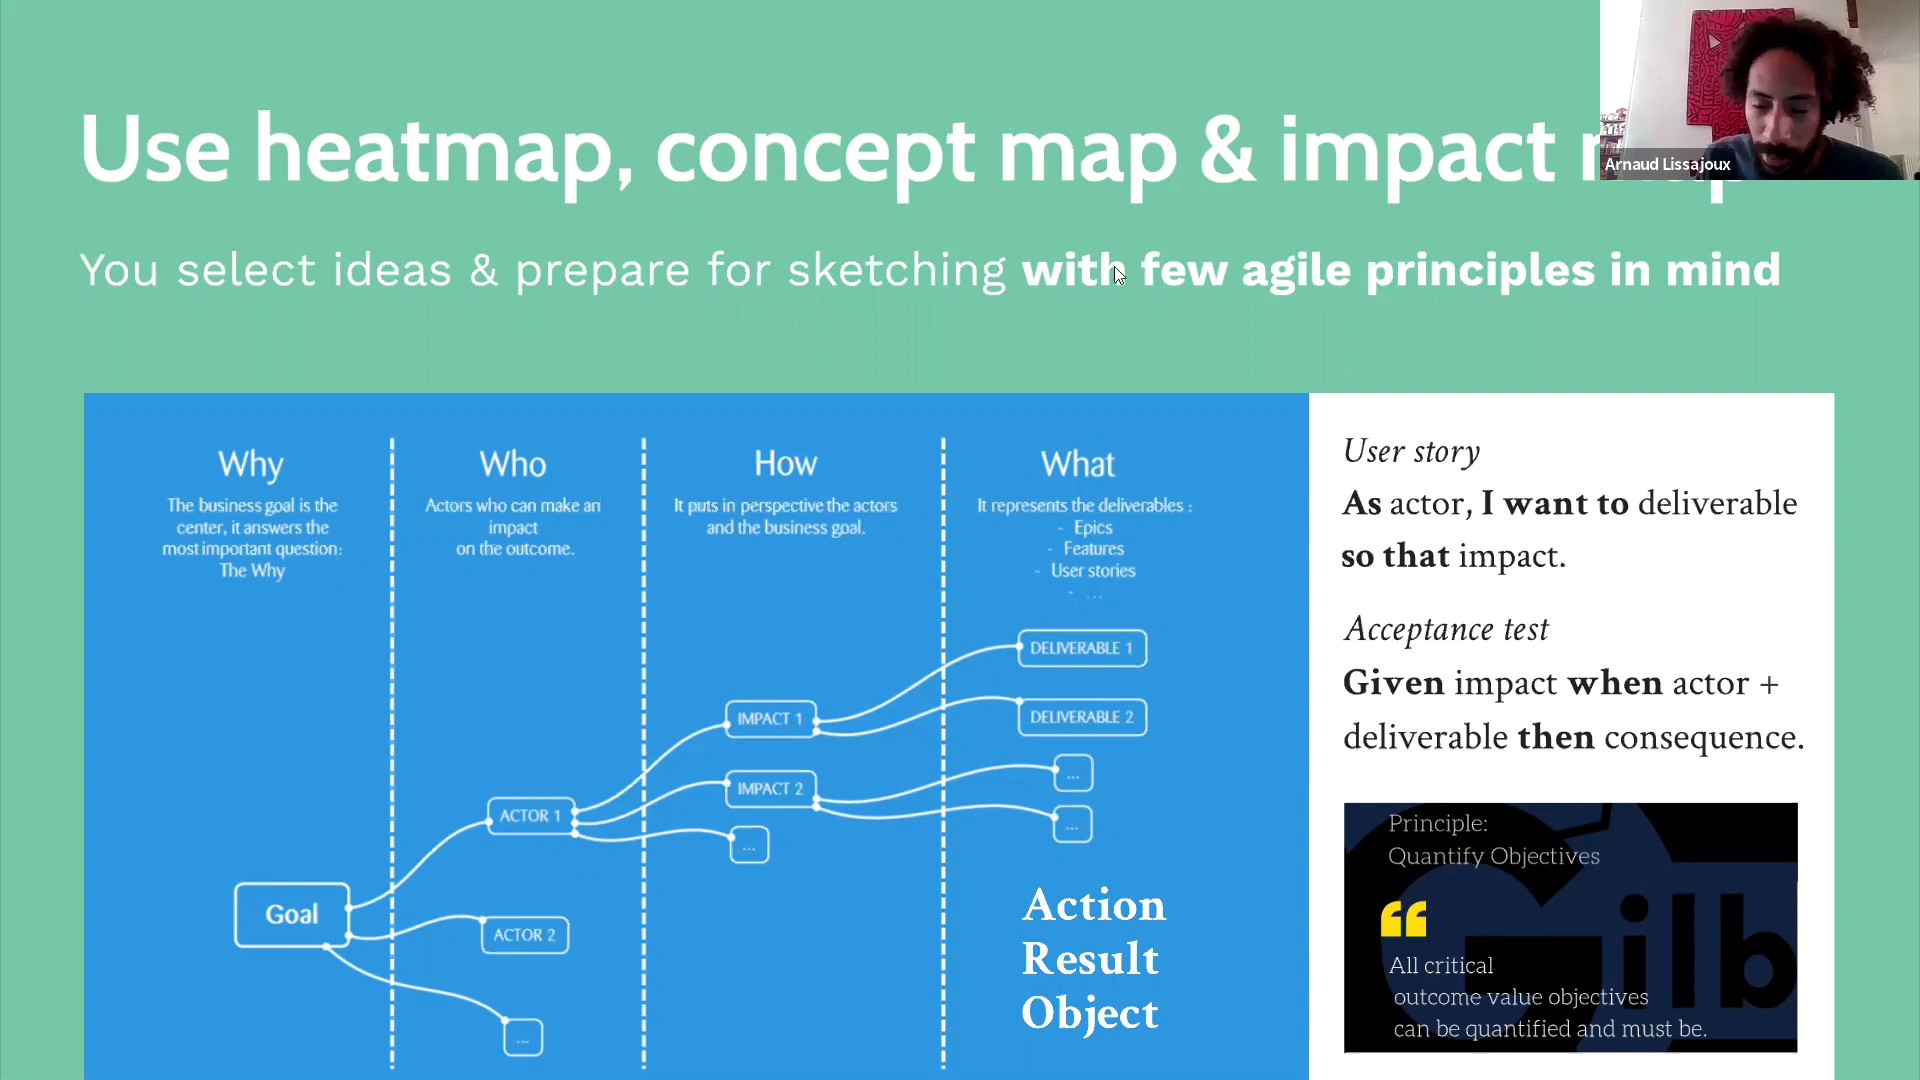 Use heatmap, concept map & impact map
Arnaud Lissajoux
You select ideas & prepare for sketching with few agile principles in mind
Why
The business goal is the
center, it answers the
most important question:
The Why
Who
Actors who can make an
impact
on the outcome.
How
It puts in perspective the actors
and the business goal.
What
It represents the deliverables :
- Epics
- Features
- User stories
- ...
DELIVERABLE 1
IMPACT 1
DELIVERABLE 2
IMPACT 2
...
ACTOR 1
...
...
Goal
ACTOR 2
...
Action
Result
Object
User story
As actor, I want to deliverable
so that impact.
Acceptance test
Given impact when actor +
deliverable then consequence.
Principle:
Quantify Objectives
“
Gilb
All critical
outcome value objectives
can be quantified and must be.